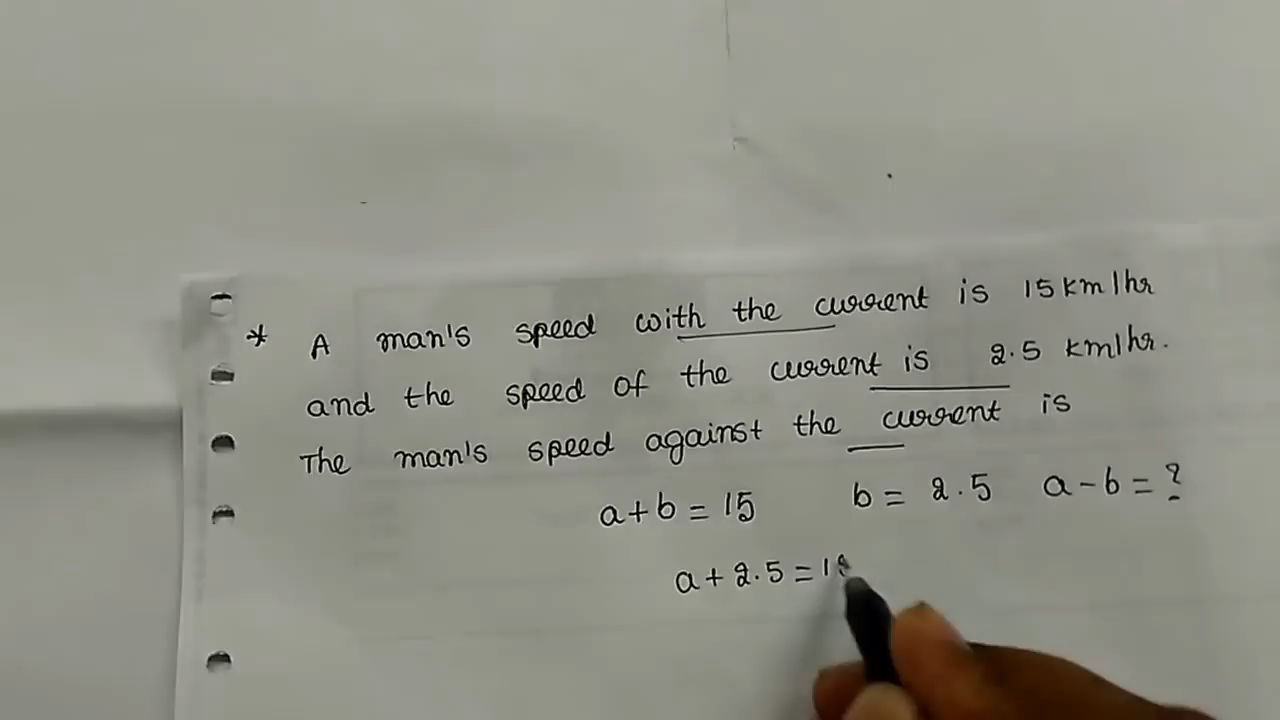 * A man's speed with the current is 15 km/hr
and the speed of the current is 2.5 km/hr.
The man's speed against the current is
a+b = 15 b = 2.5 a-b = ?
a + 2.5 = 1